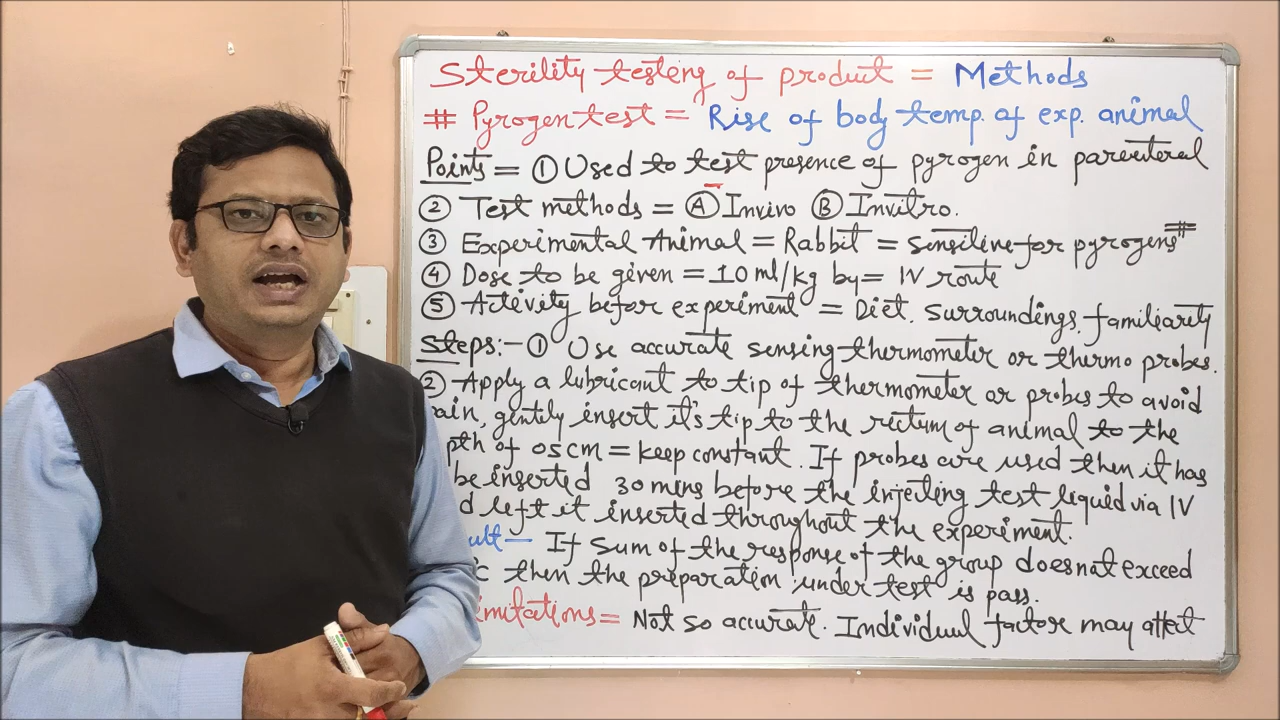 Sterility testing of product = Methods
# Pyrogen test = Rise of body temp. of exp. animal
Points = ① Used to test presence of pyrogen in parenteral
② Test methods = Ⓐ Invivo Ⓑ Invitro.
③ Experimental Animal = Rabbit = sensitive for pyrogens #
④ Dose to be given = 10 ml/kg by = IV route
⑤ Activity before experiment = Diet, surroundings, familiarity
Steps:- ① Use accurate sensing thermometer or thermo probes.
② Apply a lubricant to tip of thermometer or probes to avoid
ain, gently insert it's tip to the rectum of animal to the
pth of 05 cm = keep constant. If probes are used then it has
be inserted 30 mins before the injecting test liquid via IV
d left it inserted throughout the experiment.
ult - If sum of the response of the group does not exceed
c then the preparation under test is pass.
imitations = Not so accurate. Individual factor may affect